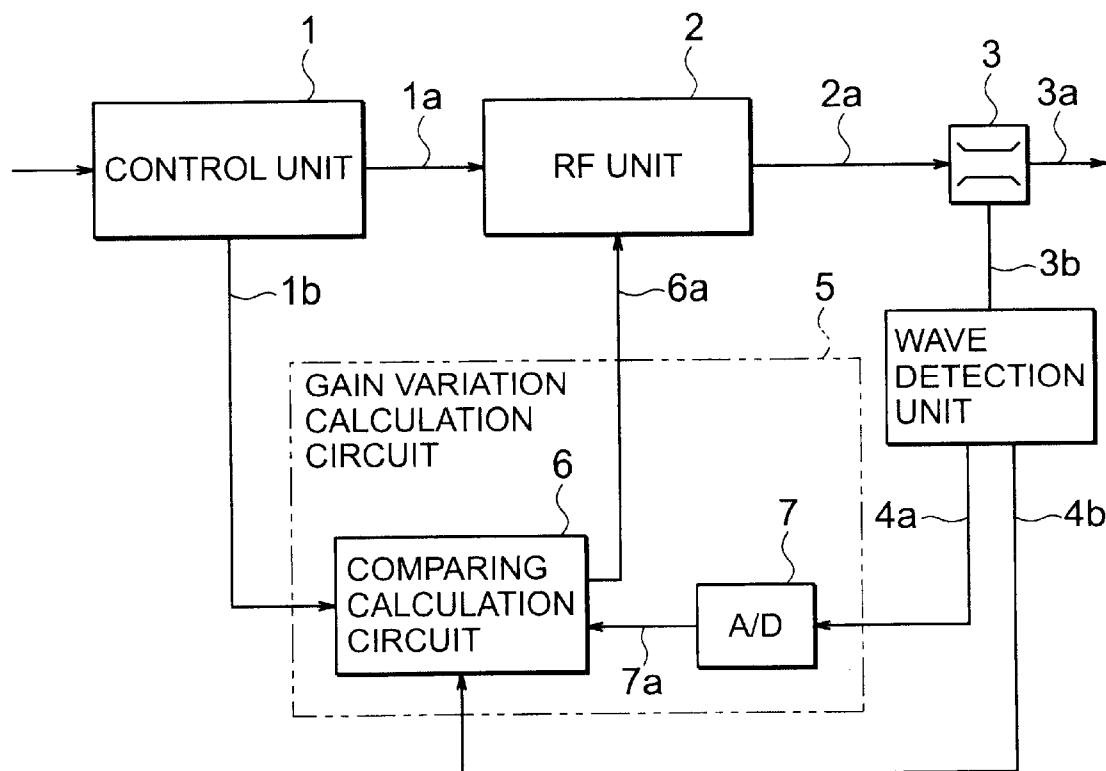 1
2
3
1a
2a
3a
CONTROL UNIT
RF UNIT
1b
6a
3b
5
WAVE
DETECTION
UNIT
GAIN VARIATION
CALCULATION
CIRCUIT
6
7
4a
4b
COMPARING
CALCULATION
CIRCUIT
A/D
7a